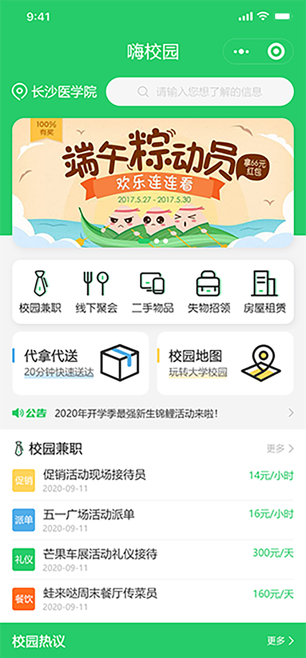 9:41
嗨校园
长沙医学院
请输入您想了解的信息
100%
有奖
端午粽动员
拿66元
红包
欢乐连连看
2017.5.27 - 2017.5.30
校园兼职
线下聚会
二手物品
失物招领
房屋租赁
代拿代送
20分钟快速送达
校园地图
玩转大学校园
公告
2020年开学季最强新生锦鲤活动来啦！
校园兼职
更多
促销
促销活动现场接待员
14元/小时
2020-09-11
派单
五一广场活动派单
16元/小时
2020-09-11
礼仪
芒果车展活动礼仪接待
300元/天
2020-09-11
餐饮
蛙来哒周末餐厅传菜员
160元/天
2020-09-11
校园热议
更多